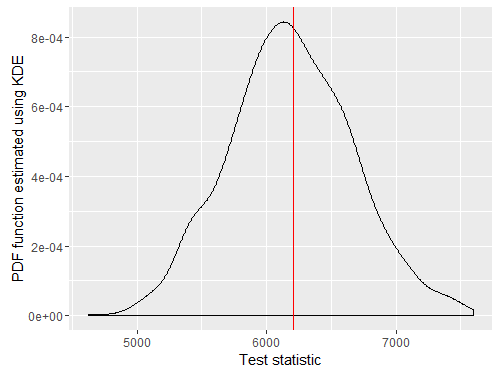 PDF function estimated using KDE
8e-04
6e-04
4e-04
2e-04
0e+00
5000 6000 7000
Test statistic